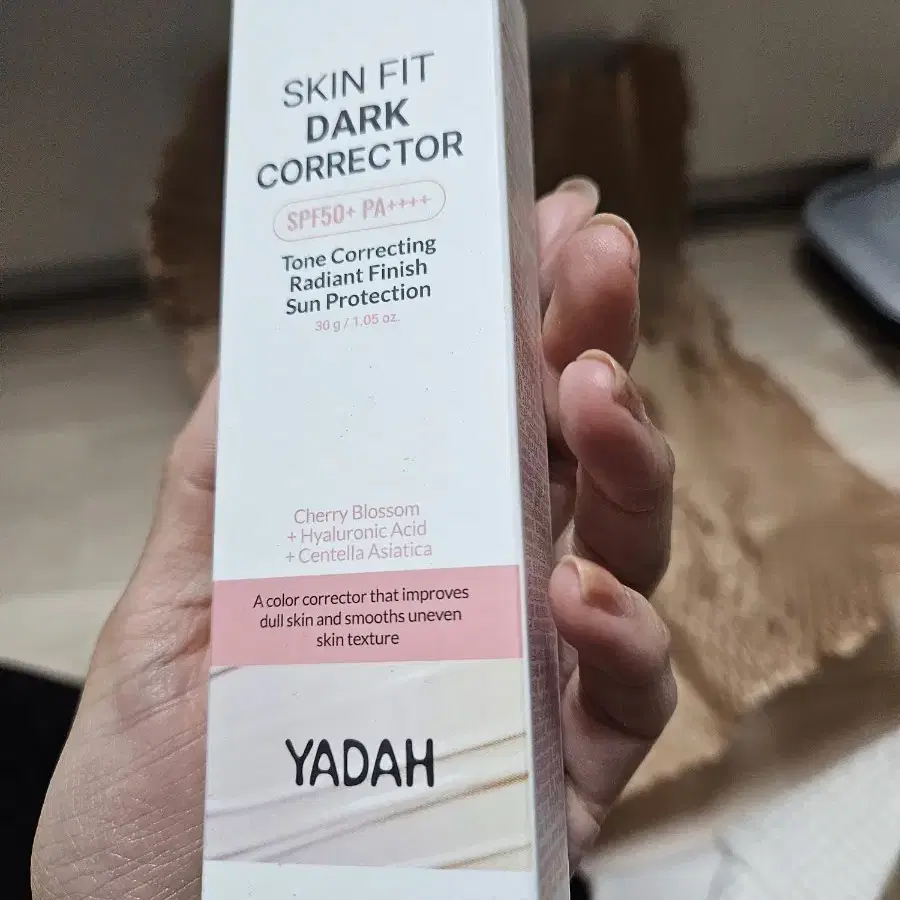 SKIN FIT
DARK
CORRECTOR
SPF50+ PA++++
Tone Correcting
Radiant Finish
Sun Protection
30 g / 1.05 oz.
Cherry Blossom
+ Hyaluronic Acid
+ Centella Asiatica
A color corrector that improves
dull skin and smooths uneven
skin texture
YADAH